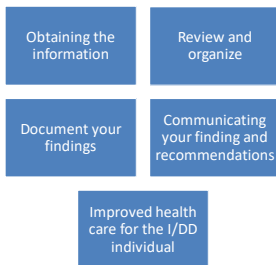 Obtaining the
information
Review and
organize
Document your
findings
Communicating
your finding and
recommendations
Improved health
care for the I/DD
individual